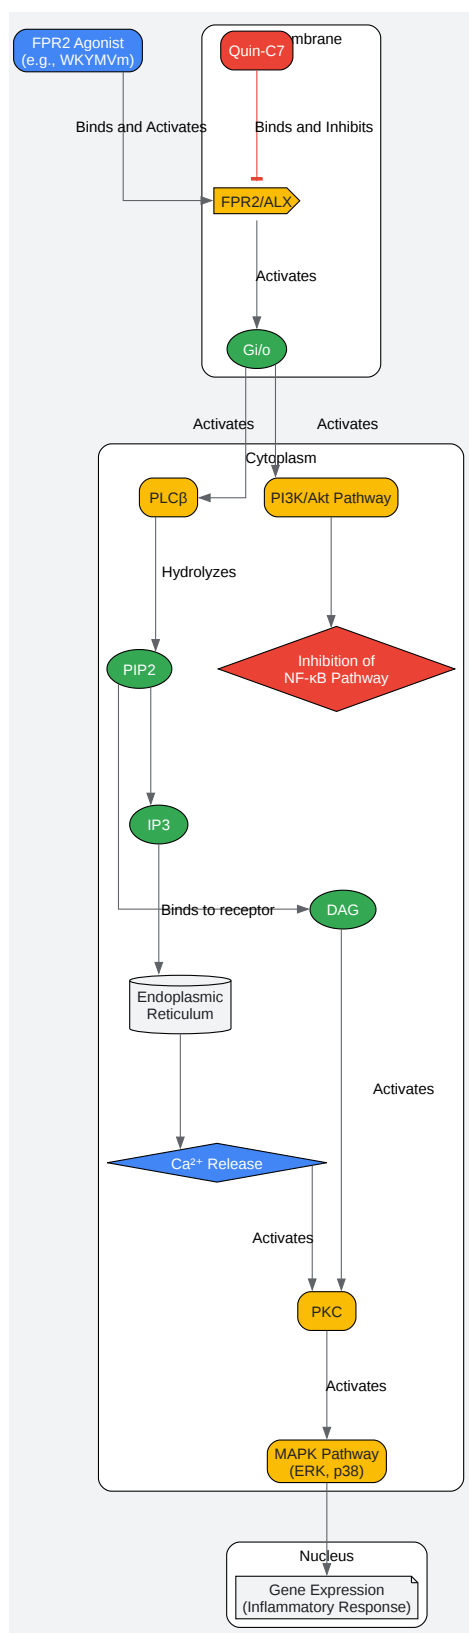 FPR2 Agonist
(e.g., WKYMVm)
mbrane
Quin-C7
Binds and Activates
Binds and Inhibits
FPR2/ALX
Activates
Gi/o
Activates
Activates
Cytoplasm
PLCβ
PI3K/Akt Pathway
Hydrolyzes
PIP2
Inhibition of
NF-κB Pathway
IP3
Binds to receptor
DAG
Endoplasmic
Reticulum
Activates
Ca²⁺ Release
Activates
PKC
Activates
MAPK Pathway
(ERK, p38)
Nucleus
Gene Expression
(Inflammatory Response)